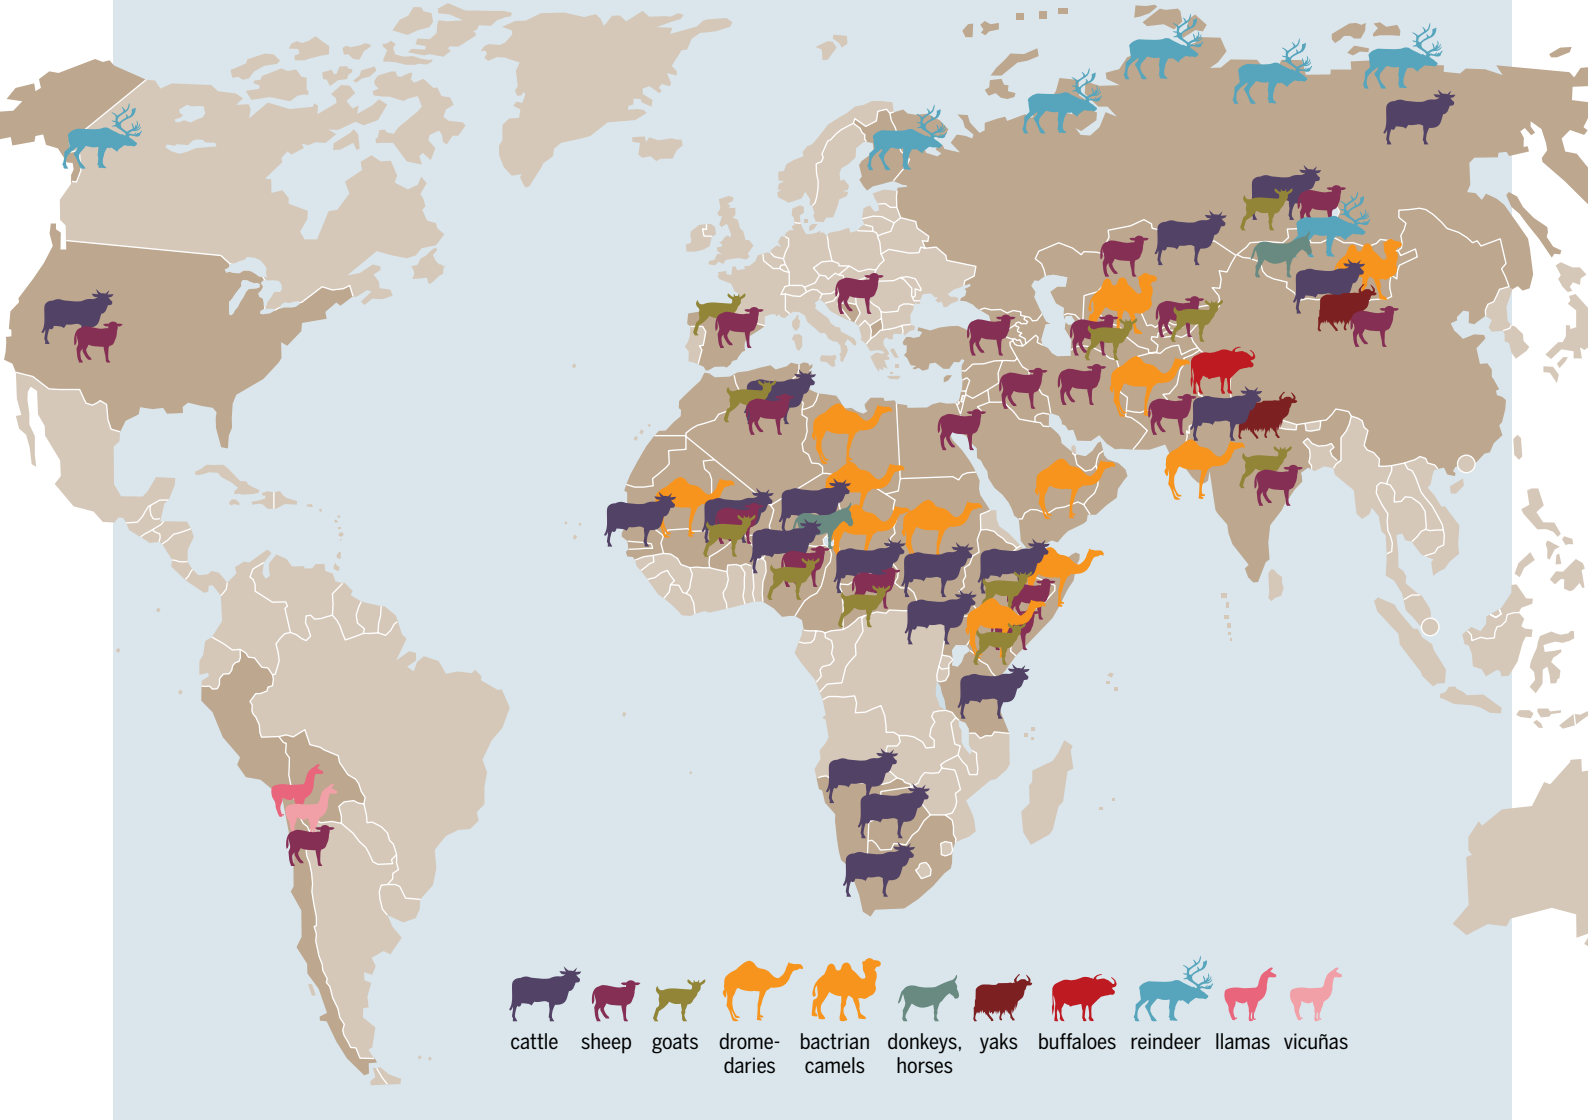 cattle
sheep
goats
drome-
daries
bactrian
camels
donkeys,
horses
yaks
buffaloes
reindeer
llamas
vicuñas